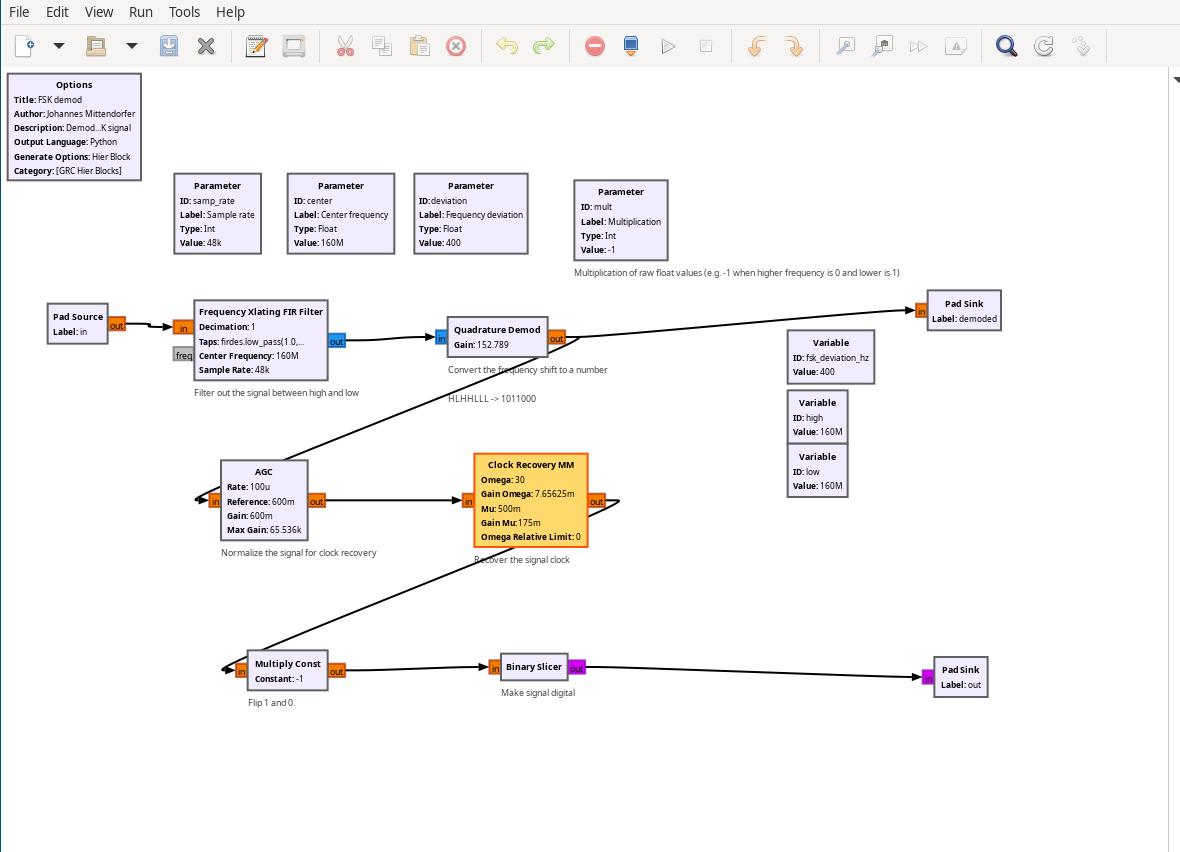 File Edit View Run Tools Help
Options
Title: FSK demod
Author: Johannes Mittendorfer
Description: Demod...K signal
Output Language: Python
Generate Options: Hier Block
Category: [GRC Hier Blocks]
Parameter
ID: samp_rate
Label: Sample rate
Type: Int
Value: 48k
Parameter
ID: center
Label: Center frequency
Type: Float
Value: 160M
Parameter
ID: deviation
Label: Frequency deviation
Type: Float
Value: 400
Parameter
ID: mult
Label: Multiplication
Type: Int
Value: -1
Multiplication of raw float values (e.g. -1 when higher frequency is 0 and lower is 1)
Pad Source
Label: in
out
in
freq
Frequency Xlating FIR Filter
Decimation: 1
Taps: firdes.low_pass(1.0,...
Center Frequency: 160M
Sample Rate: 48k
out
Filter out the signal between high and low
in
Quadrature Demod
Gain: 152.789
out
Convert the frequency shift to a number
HLHHLLL -> 1011000
in
Pad Sink
Label: demoded
Variable
ID: fsk_deviation_hz
Value: 400
Variable
ID: high
Value: 160M
Variable
ID: low
Value: 160M
in
AGC
Rate: 100u
Reference: 600m
Gain: 600m
Max Gain: 65.536k
out
Normalize the signal for clock recovery
in
Clock Recovery MM
Omega: 30
Gain Omega: 7.65625m
Mu: 500m
Gain Mu: 175m
Omega Relative Limit: 0
out
Recover the signal clock
in
Multiply Const
Constant: -1
out
Flip 1 and 0.
in
Binary Slicer
out
Make signal digital
in
Pad Sink
Label: out